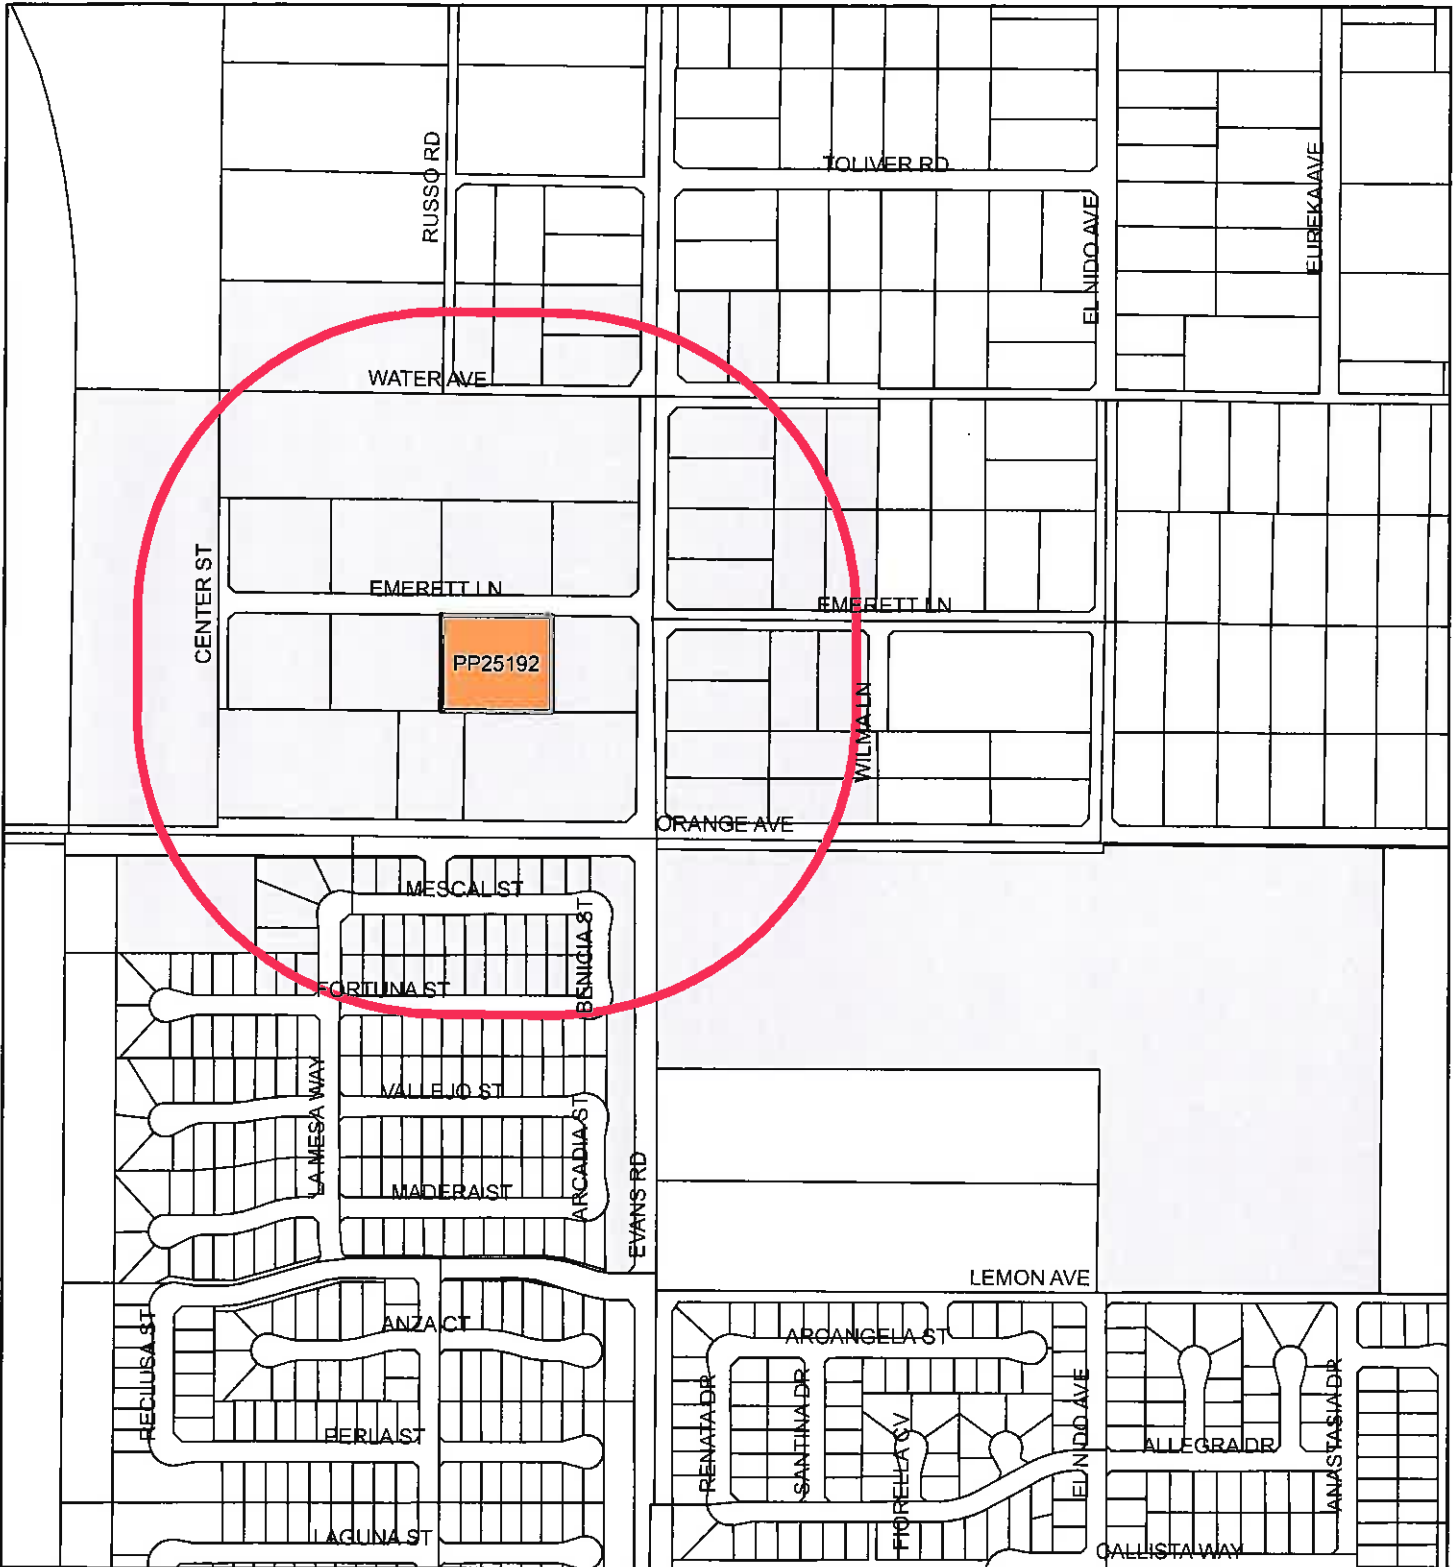 TOLIVER RD
RUSSO RD
EL NIDO AVE
EUREKA AVE
WATER AVE
CENTER ST
EMERETT LN
EMERETT LN
PP25192
WILMA LN
ORANGE AVE
MESCAL ST
BENICIA ST
FORTUNA ST
LA MESA WAY
VALLEJO ST
ARCADIA ST
MADERA ST
EVANS RD
LEMON AVE
RECLUSA ST
ANZA CT
ARCANGELA ST
RENATA DR
SANTINA DR
FIORELLA CV
EL NIDO AVE
ANASTASIA DR
PERLA ST
ALLEGRA DR
LAGUNA ST
CALLISTA WAY